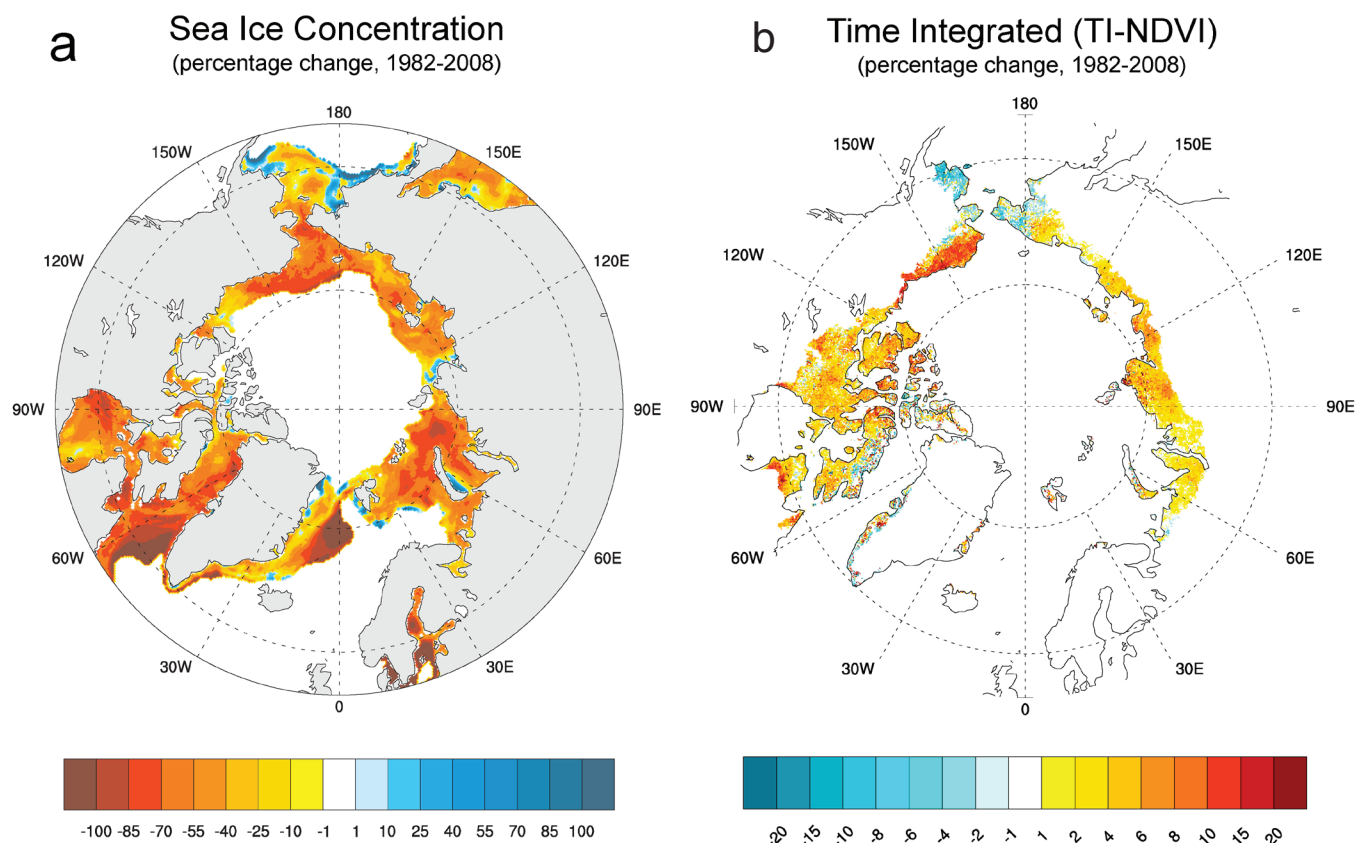 a
Sea Ice Concentration
(percentage change, 1982-2008)
180
150W
150E
120W
120E
90W
90E
60W
60E
30W
30E
0
-100 -85 -70 -55 -40 -25 -10 -1 1 10 25 40 55 70 85 100
b
Time Integrated (TI-NDVI)
(percentage change, 1982-2008)
180
150W
150E
120W
120E
90W
90E
60W
60E
30W
30E
0
-20 -15 -10 -8 -6 -4 -2 -1 1 2 4 6 8 10 15 20